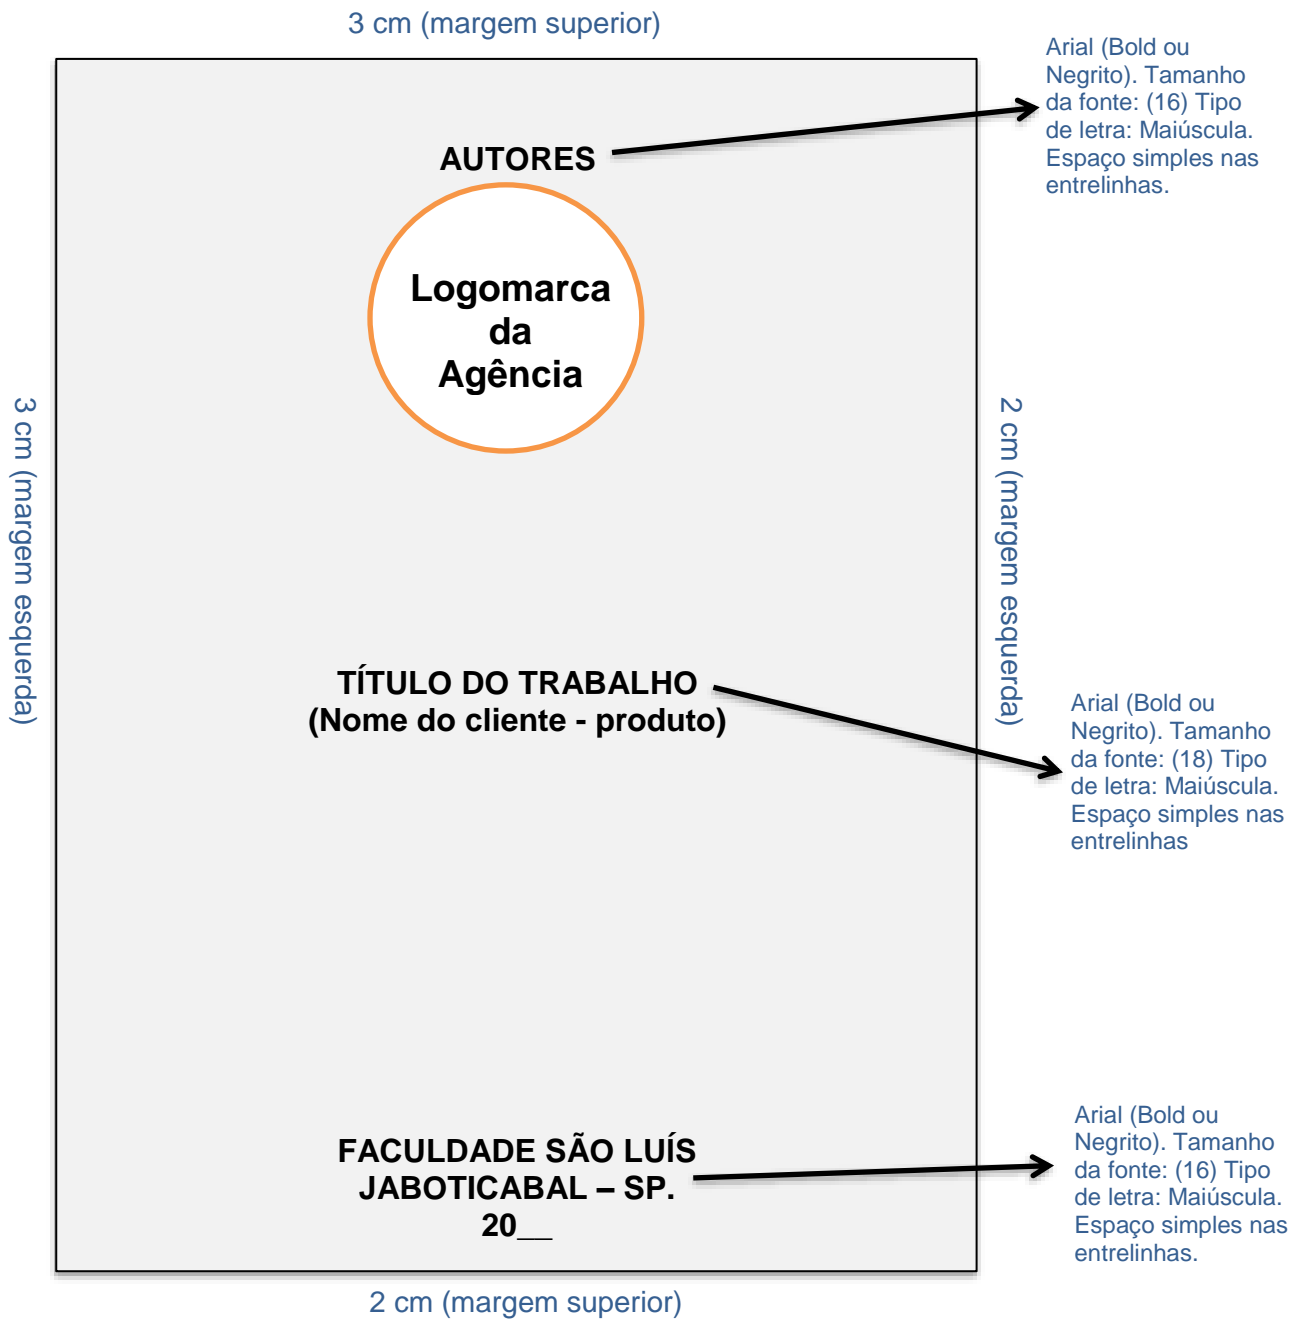 3 cm (margem superior)
Arial (Bold ou
Negrito). Tamanho
da fonte: (16) Tipo
de letra: Maiúscula.
Espaço simples nas
entrelinhas.
AUTORES
Logomarca
da
Agência
3 cm (margem esquerda)
2 cm (margem esquerda)
TÍTULO DO TRABALHO
(Nome do cliente - produto)
Arial (Bold ou
Negrito). Tamanho
da fonte: (18) Tipo
de letra: Maiúscula.
Espaço simples nas
entrelinhas
FACULDADE SÃO LUÍS
JABOTICABAL – SP.
20__
Arial (Bold ou
Negrito). Tamanho
da fonte: (16) Tipo
de letra: Maiúscula.
Espaço simples nas
entrelinhas.
2 cm (margem superior)